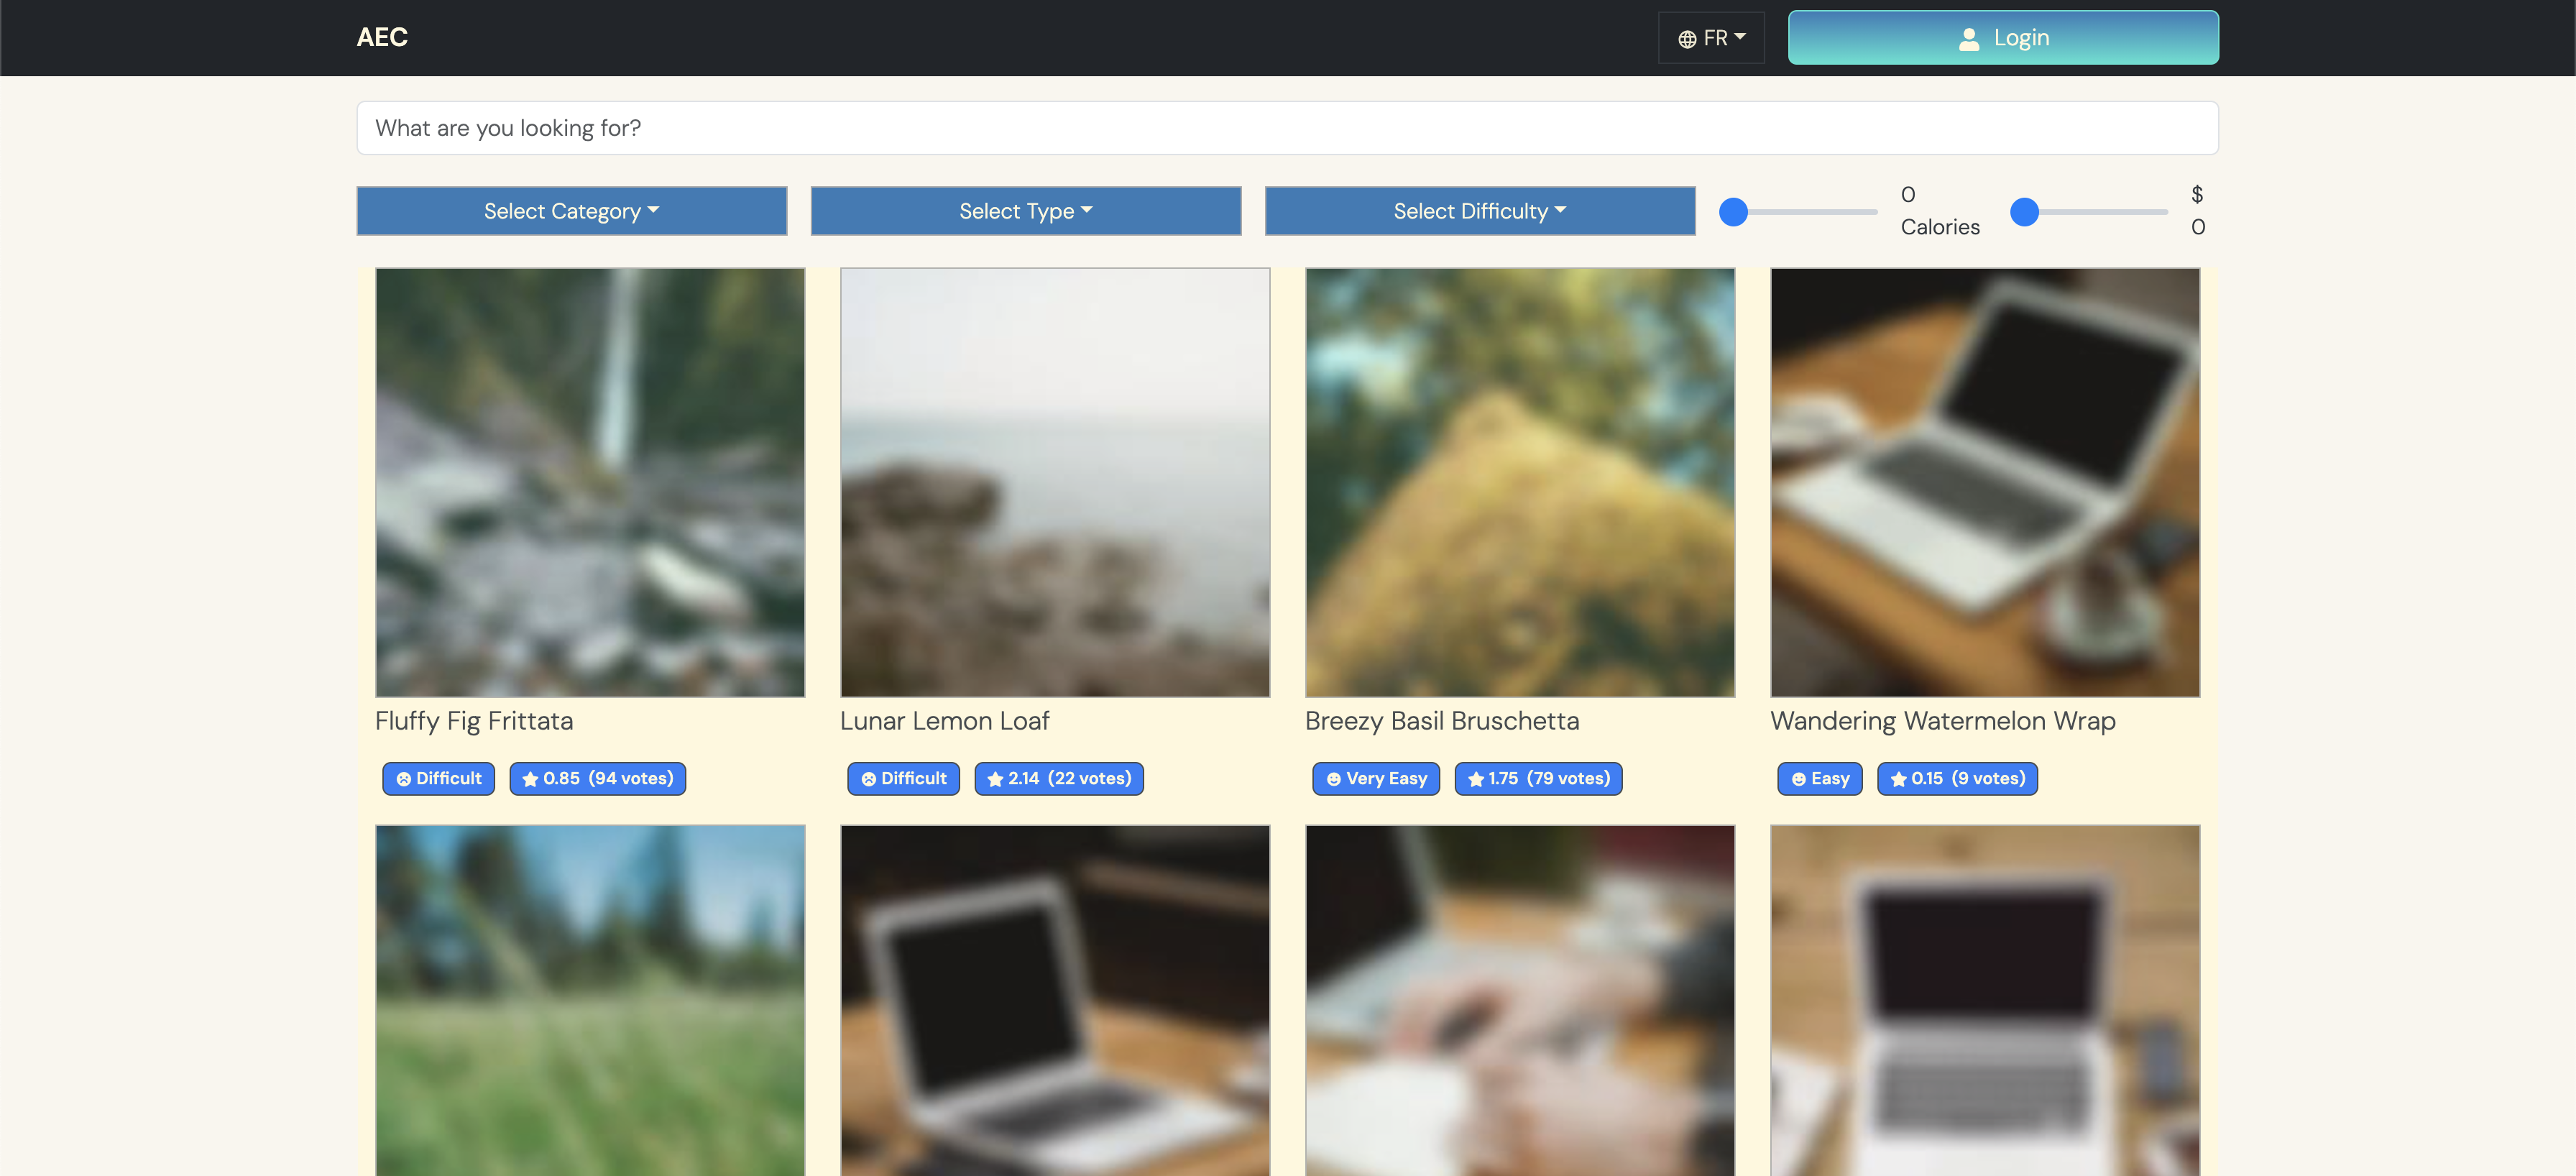 AEC
FR
Login
What are you looking for?
Select Category
Select Type
Select Difficulty
0
Calories
$
0
Fluffy Fig Frittata
Lunar Lemon Loaf
Breezy Basil Bruschetta
Wandering Watermelon Wrap
Difficult
0.85 (94 votes)
Difficult
2.14 (22 votes)
Very Easy
1.75 (79 votes)
Easy
0.15 (9 votes)